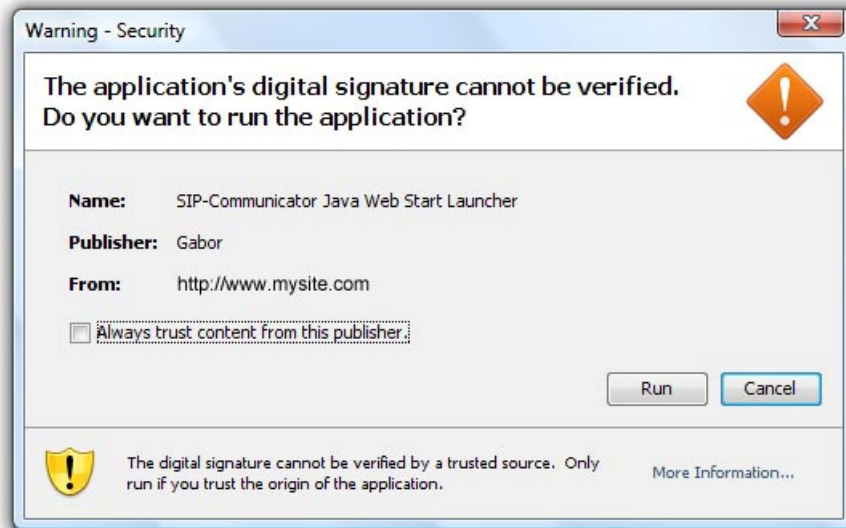 Warning - Security
The application's digital signature cannot be verified.
Do you want to run the application?
Name: SIP-Communicator Java Web Start Launcher
Publisher: Gabor
From: http://www.mysite.com
Always trust content from this publisher.
Run Cancel
The digital signature cannot be verified by a trusted source. Only
run if you trust the origin of the application.
More Information...